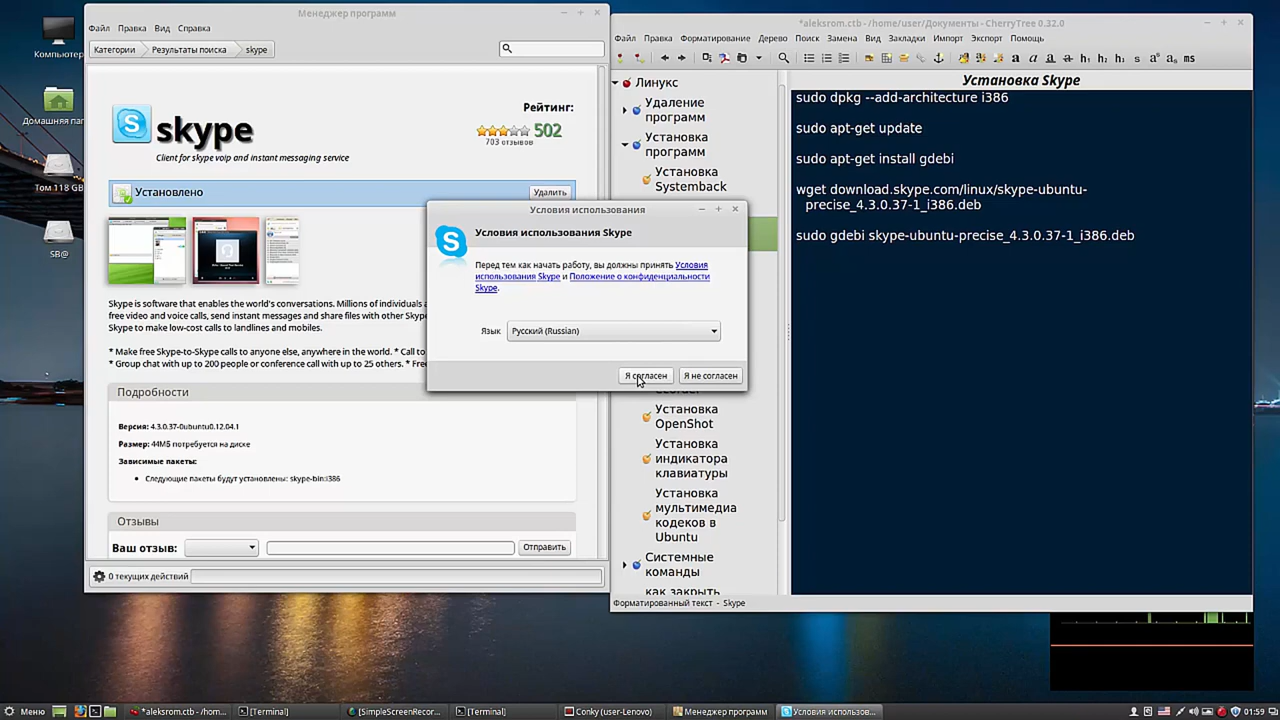 Компьютер
Домашняя пап
Том 118 GB
SB@
Менеджер программ
Файл Правка Вид Справка
Категории Результаты поиска skype
skype
Client for skype voip and instant messaging service
Рейтинг:
502
703 отзывов
Установлено
Удалить
Skype is software that enables the world's conversations. Millions of individuals a
free video and voice calls, send instant messages and share files with other Skyp
Skype to make low-cost calls to landlines and mobiles.
* Make free Skype-to-Skype calls to anyone else, anywhere in the world. * Call to
* Group chat with up to 200 people or conference call with up to 25 others. * Fre
Подробности
Версия: 4.3.0.37-0ubuntu0.12.04.1
Размер: 44МБ потребуется на диске
Зависимые пакеты:
Следующие пакеты будут установлены: skype-bin:i386
Отзывы
Ваш отзыв:
Отправить
0 текущих действий
Условия использования
Условия использования Skype
Перед тем как начать работу, вы должны принять Условия
использования Skype и Положение о конфиденциальности
Skype.
Язык Русский (Russian)
Я согласен Я не согласен
*aleksrom.ctb - /home/user/Документы - CherryTree 0.32.0
Файл Правка Форматирование Дерево Поиск Замена Вид Закладки Импорт Экспорт Помощь
Линукс
Удаление
программ
Установка
программ
Установка
Systemback
Установка
OpenShot
Установка
индикатора
клавиатуры
Установка
мультимедиа
кодеков в
Ubuntu
Системные
команды
как закрыть
Установка Skype
sudo dpkg --add-architecture i386
sudo apt-get update
sudo apt-get install gdebi
wget download.skype.com/linux/skype-ubuntu-
precise_4.3.0.37-1_i386.deb
sudo gdebi skype-ubuntu-precise_4.3.0.37-1_i386.deb
Форматированный текст - Skype
Меню
*aleksrom.ctb - /hom...
[Terminal]
[SimpleScreenRecor...
[Terminal]
Conky (user-Lenovo)
Менеджер программ
Условия использов...
01:59